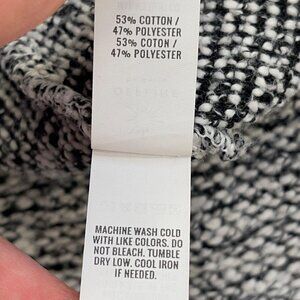 53% COTTON /
47% POLYESTER
53% COTON /
47% POLYESTER
MACHINE WASH COLD
WITH LIKE COLORS. DO
NOT BLEACH. TUMBLE
DRY LOW. COOL IRON
IF NEEDED.